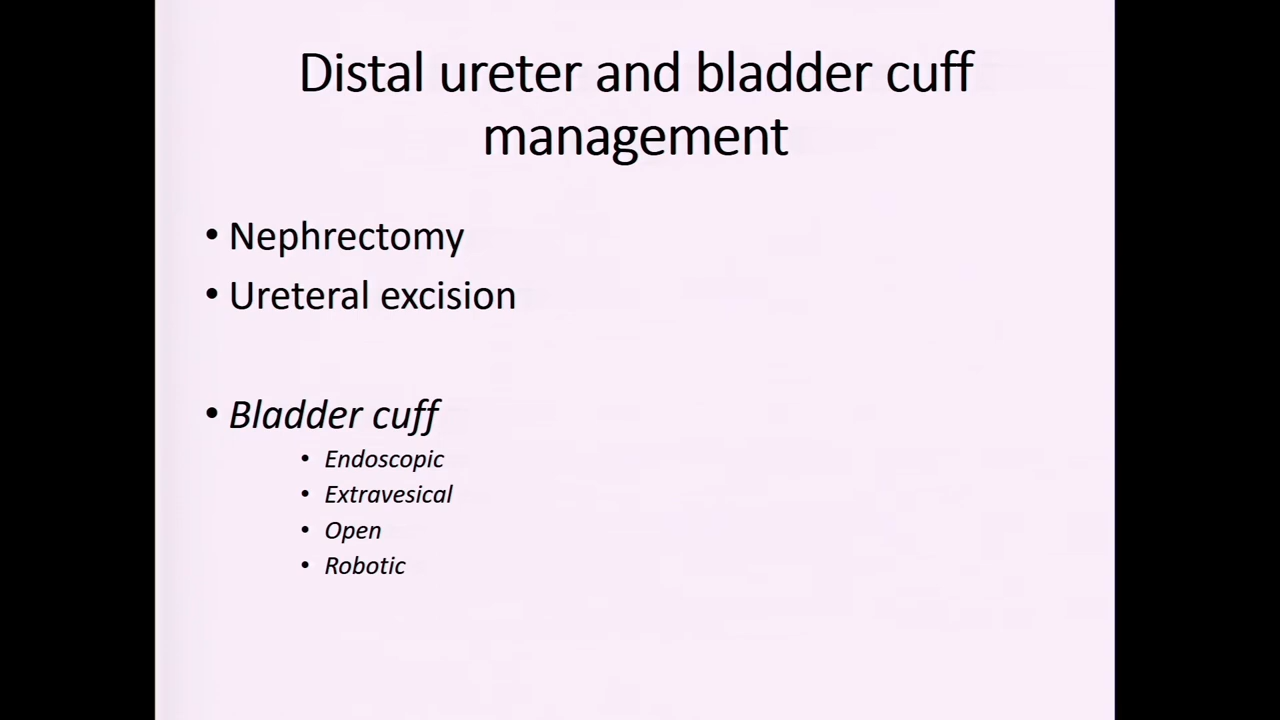 Distal ureter and bladder cuff
management
• Nephrectomy
• Ureteral excision
• Bladder cuff
• Endoscopic
• Extravesical
• Open
• Robotic